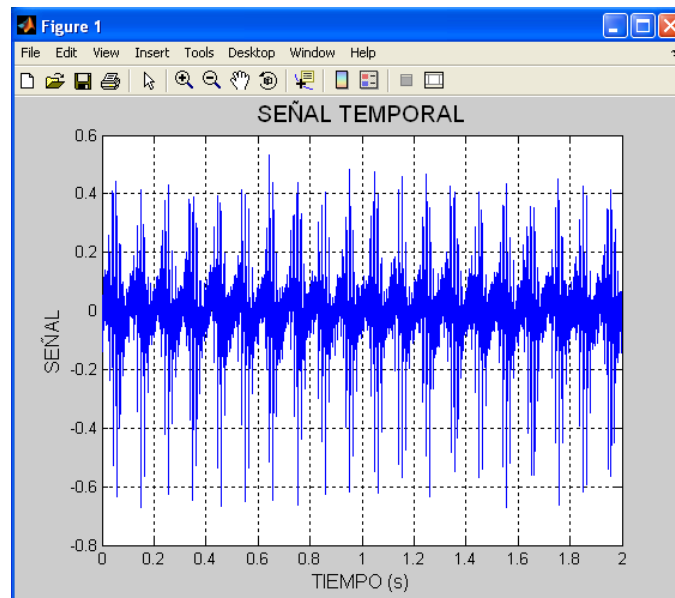 Figure 1
File Edit View Insert Tools Desktop Window Help
SEÑAL TEMPORAL
0.6
0.4
0.2
0
-0.2
-0.4
-0.6
-0.8
SEÑAL
0 0.2 0.4 0.6 0.8 1 1.2 1.4 1.6 1.8 2
TIEMPO (s)